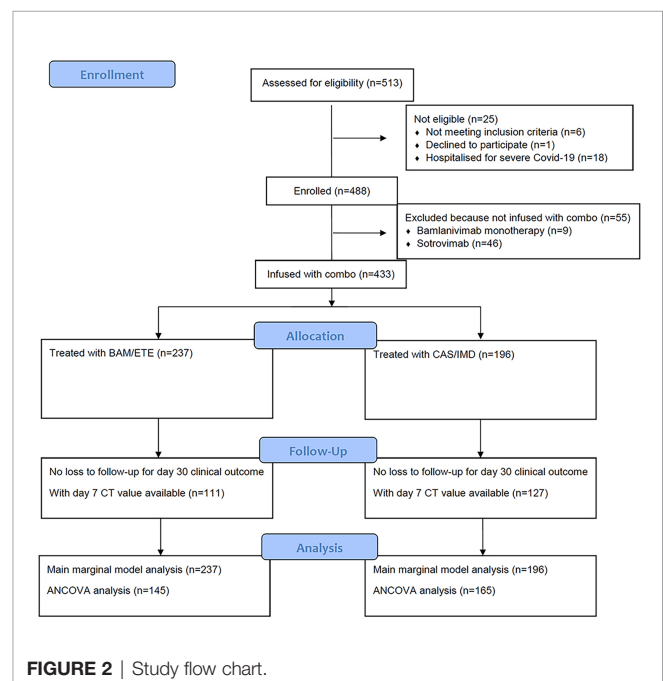 Enrollment
Assessed for eligibility (n=513)
Not eligible (n=25)
♦ Not meeting inclusion criteria (n=6)
♦ Declined to participate (n=1)
♦ Hospitalised for severe Covid-19 (n=18)
Enrolled (n=488)
Excluded because not infused with combo (n=55)
♦ Bamlanivimab monotherapy (n=9)
♦ Sotrovimab (n=46)
Infused with combo (n=433)
Allocation
Treated with BAM/ETE (n=237)
Treated with CAS/IMD (n=196)
Follow-Up
No loss to follow-up for day 30 clinical outcome
With day 7 CT value available (n=111)
No loss to follow-up for day 30 clinical outcome
With day 7 CT value available (n=127)
Analysis
Main marginal model analysis (n=237)
ANCOVA analysis (n=145)
Main marginal model analysis (n=196)
ANCOVA analysis (n=165)
FIGURE 2 | Study flow chart.